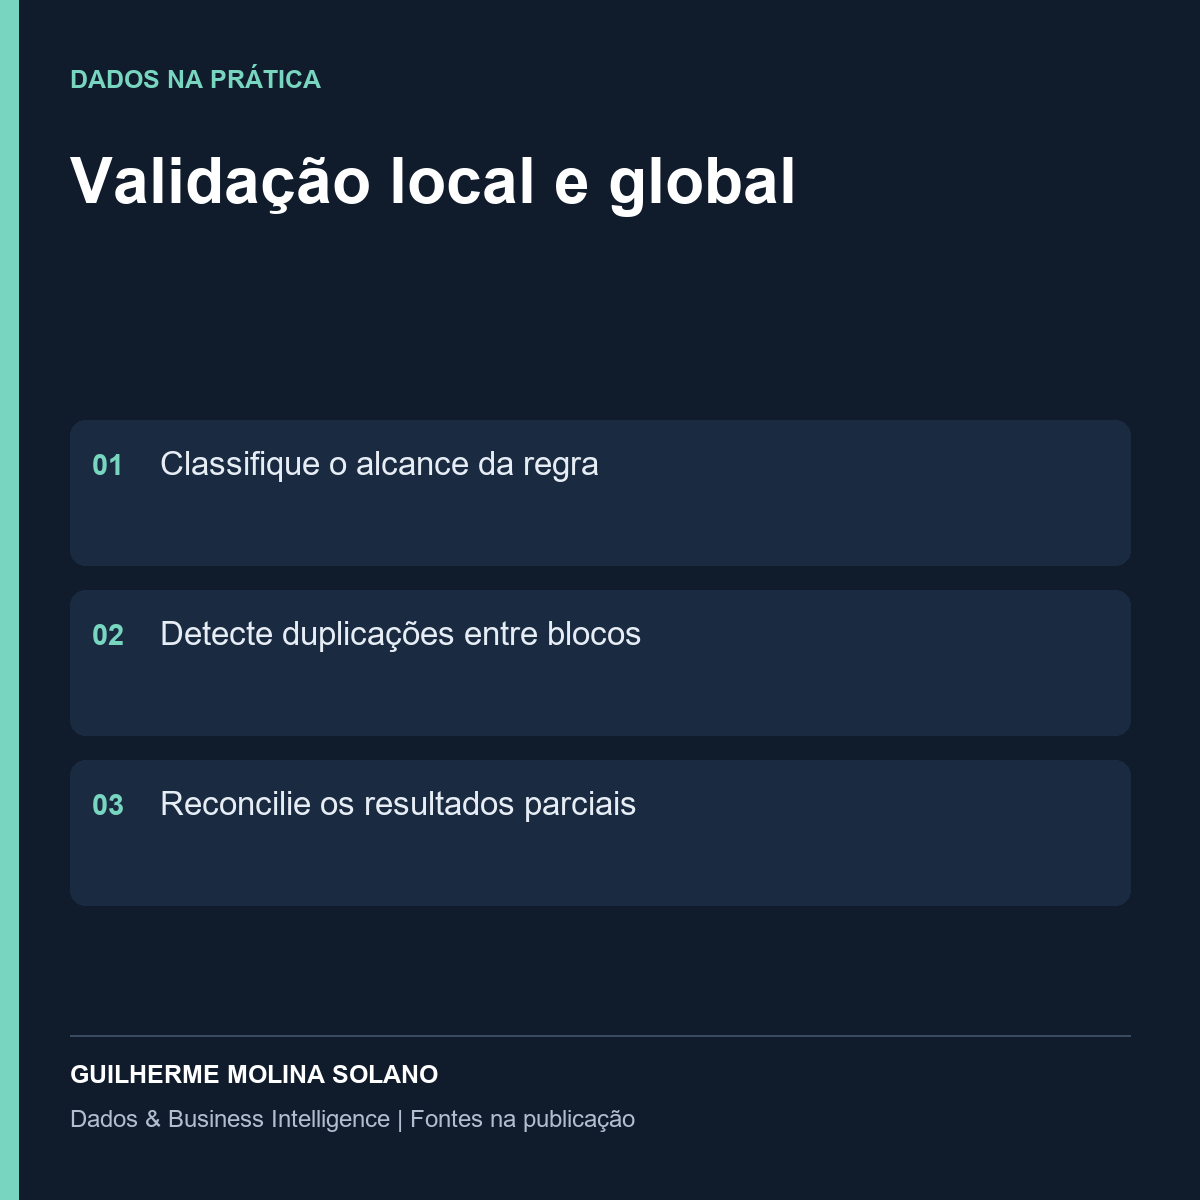 DADOS NA PRÁTICA
Validação local e global
01 Classifique o alcance da regra
02 Detecte duplicações entre blocos
03 Reconcilie os resultados parciais
GUILHERME MOLINA SOLANO
Dados & Business Intelligence | Fontes na publicação